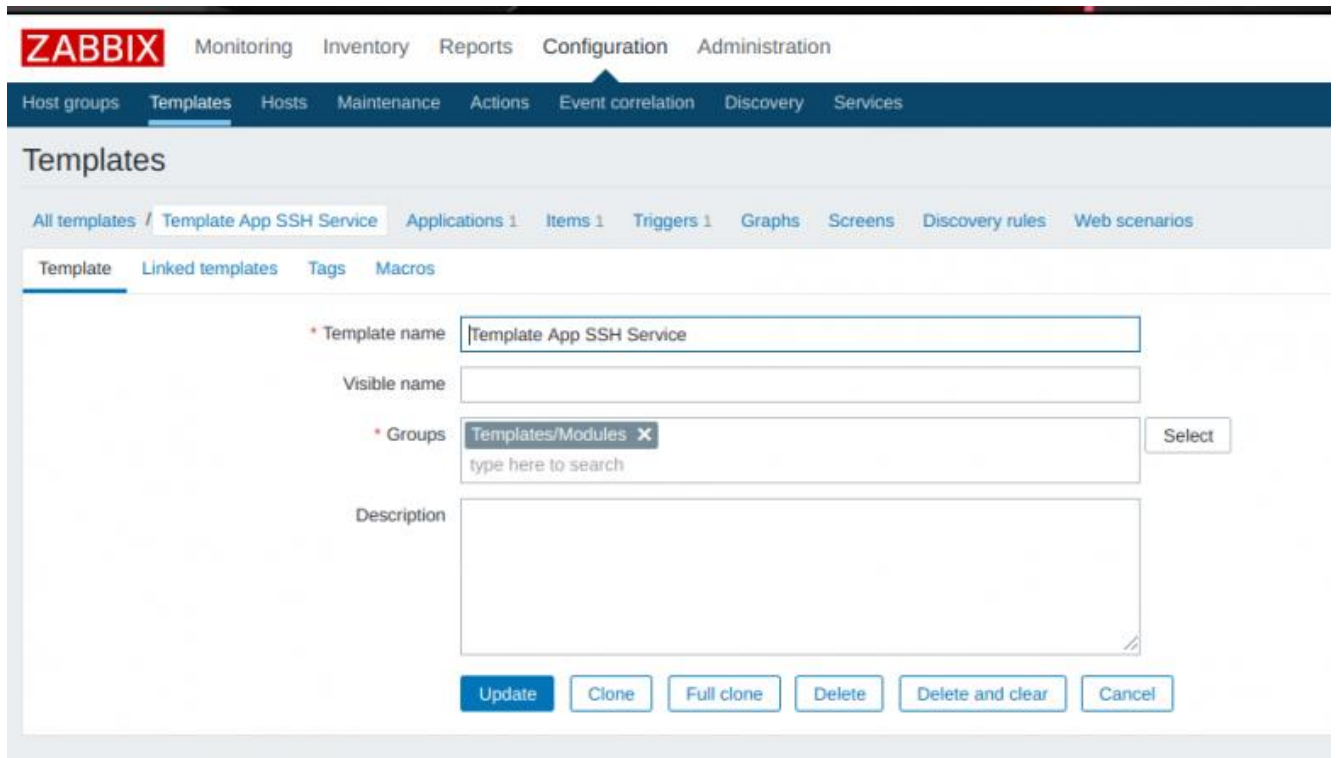 ZABBIX Monitoring Inventory Reports Configuration Administration
Host groups Templates Hosts Maintenance Actions Event correlation Discovery Services
Templates
All templates / Template App SSH Service Applications 1 Items 1 Triggers 1 Graphs Screens Discovery rules Web scenarios
Template Linked templates Tags Macros
* Template name Template App SSH Service
Visible name
* Groups Templates/Modules X Select
type here to search
Description
Update Clone Full clone Delete Delete and clear Cancel